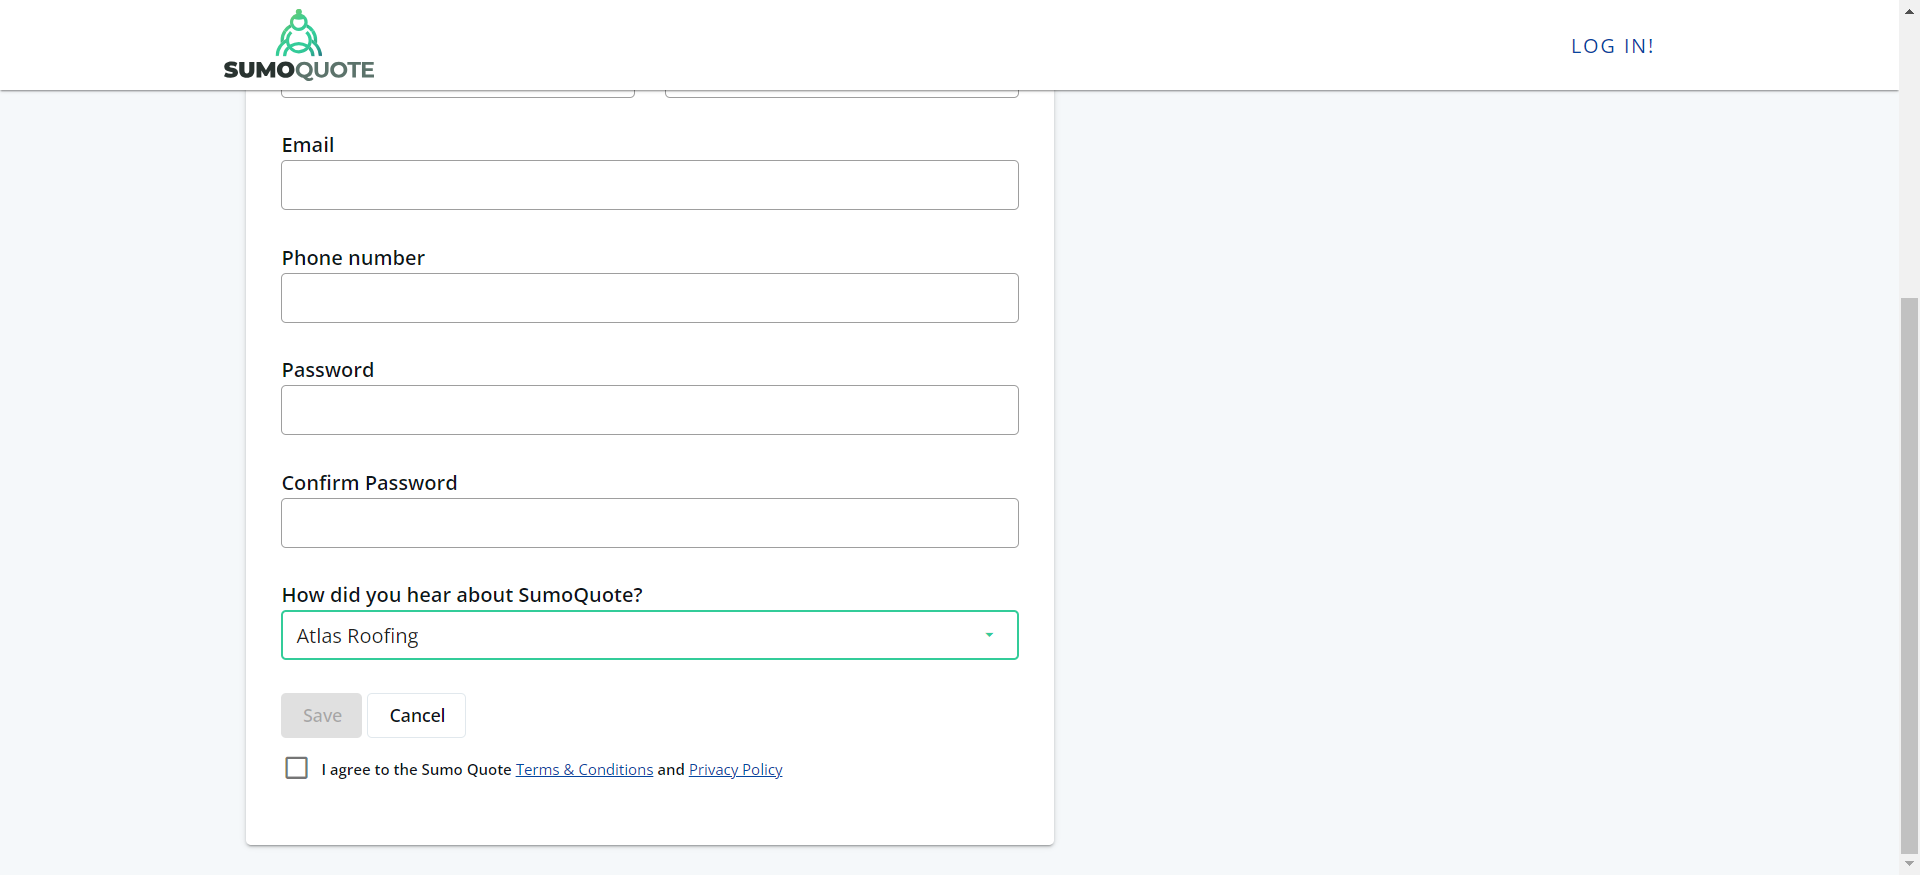 SUMOQUOTE
LOG IN!
Email
Phone number
Password
Confirm Password
How did you hear about SumoQuote?
Atlas Roofing
Save Cancel
I agree to the Sumo Quote Terms & Conditions and Privacy Policy